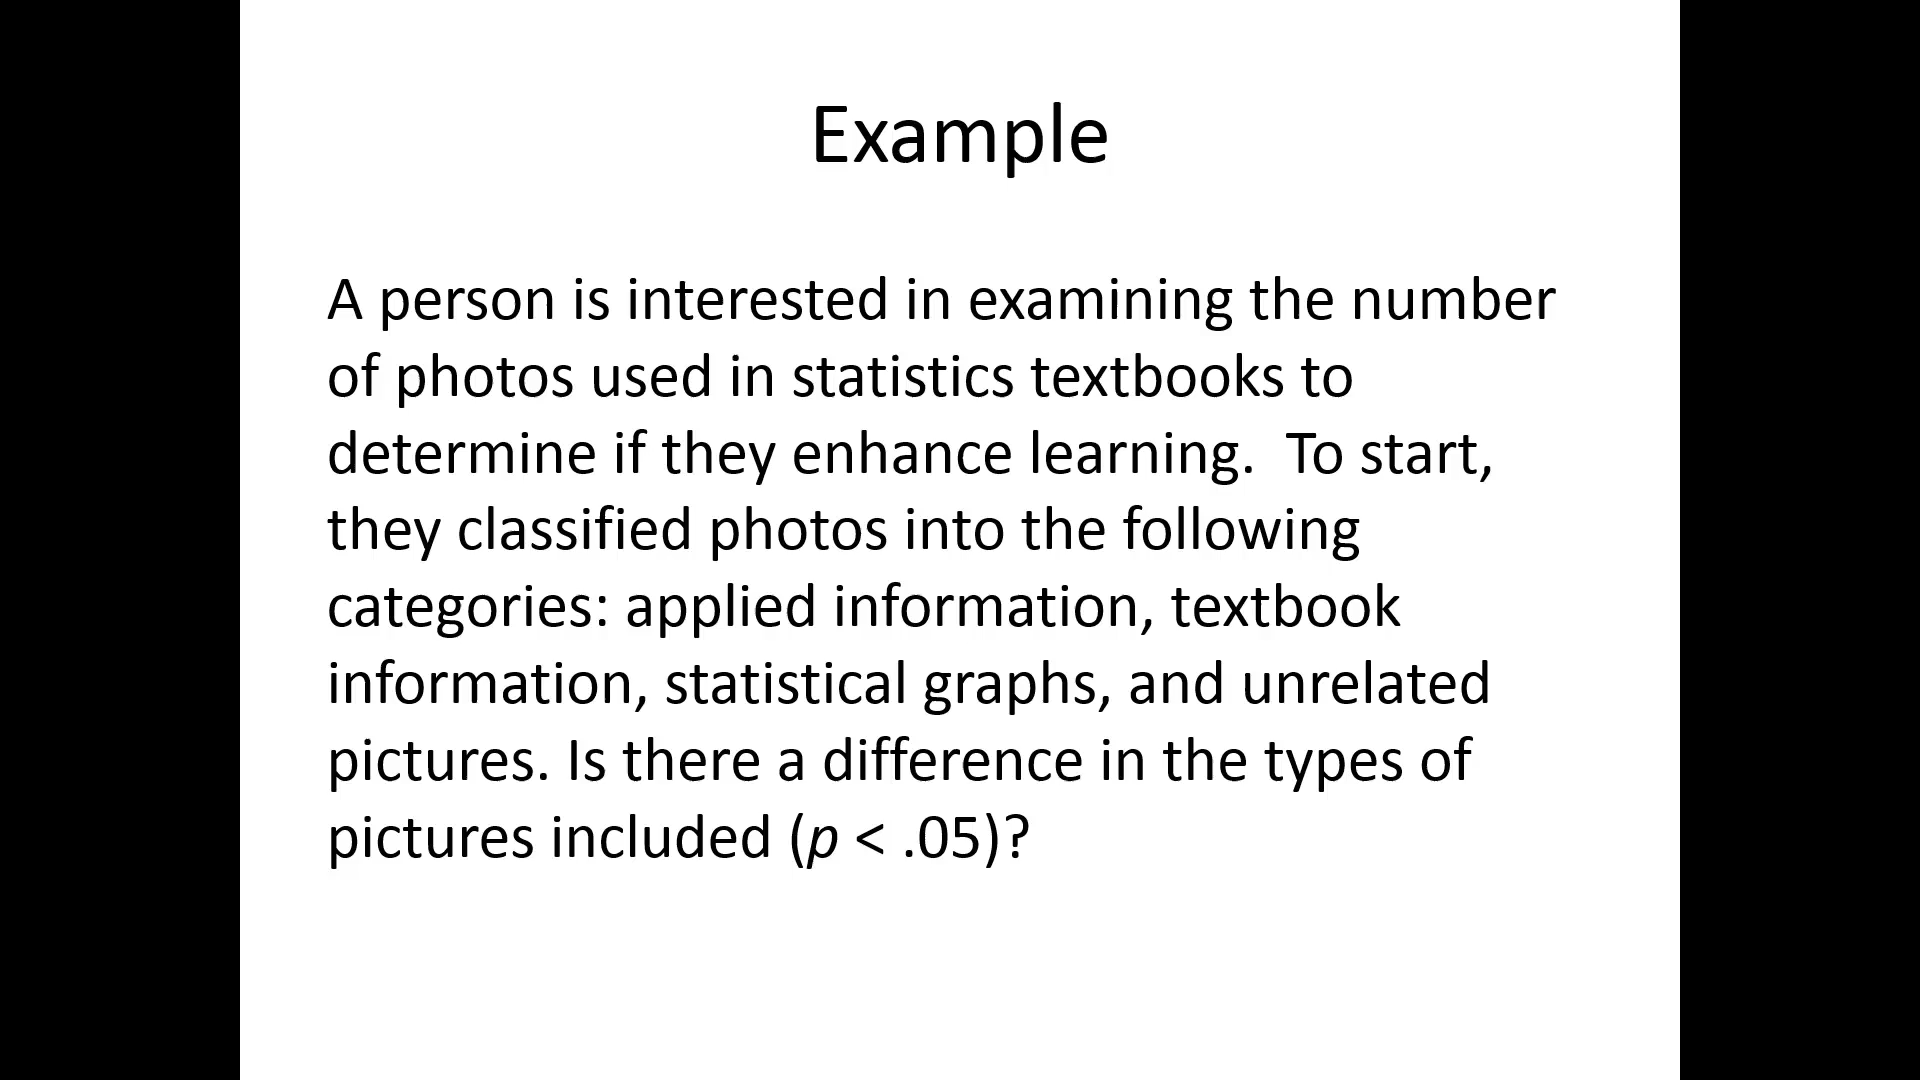 Example
A person is interested in examining the number
of photos used in statistics textbooks to
determine if they enhance learning.  To start,
they classified photos into the following
categories: applied information, textbook
information, statistical graphs, and unrelated
pictures. Is there a difference in the types of
pictures included (p < .05)?